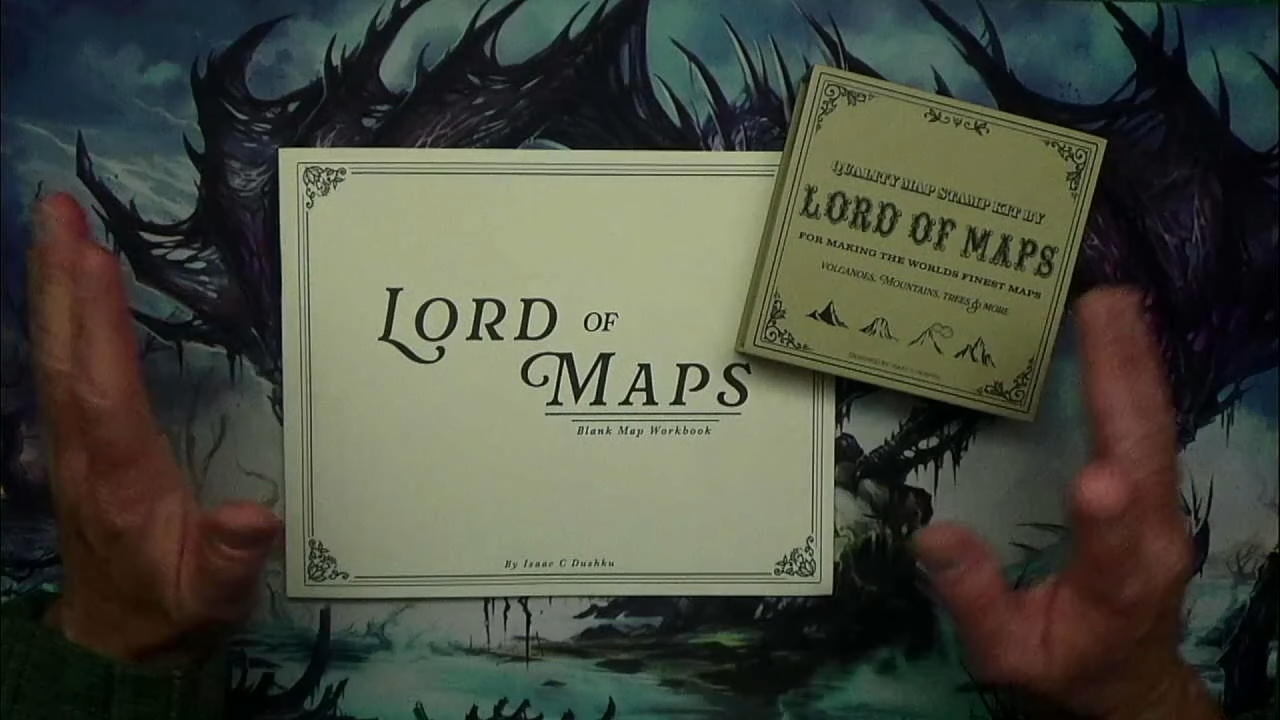 LORD OF
MAPS
Blank Map Workbook
By Isaac C Dushku
QUALITY MAP STAMP KIT BY
LORD OF MAPS
FOR MAKING THE WORLDS FINEST MAPS
VOLCANOES, MOUNTAINS, TREES & MORE